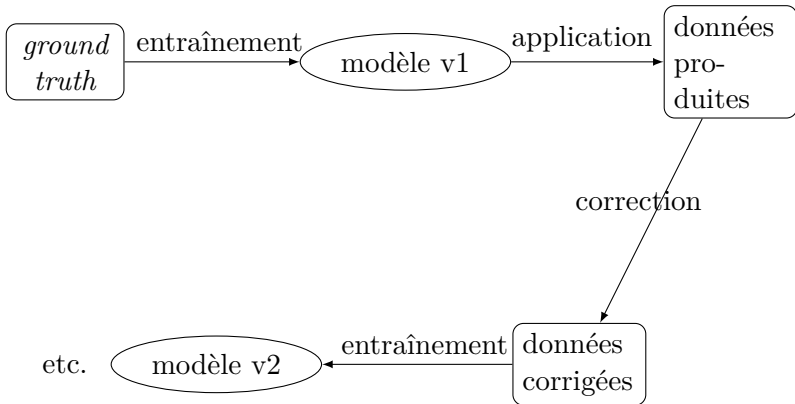 ground
truth
entraînement
modèle v1
application
données
pro-
duites
correction
données
corrigées
entraînement
modèle v2
etc.